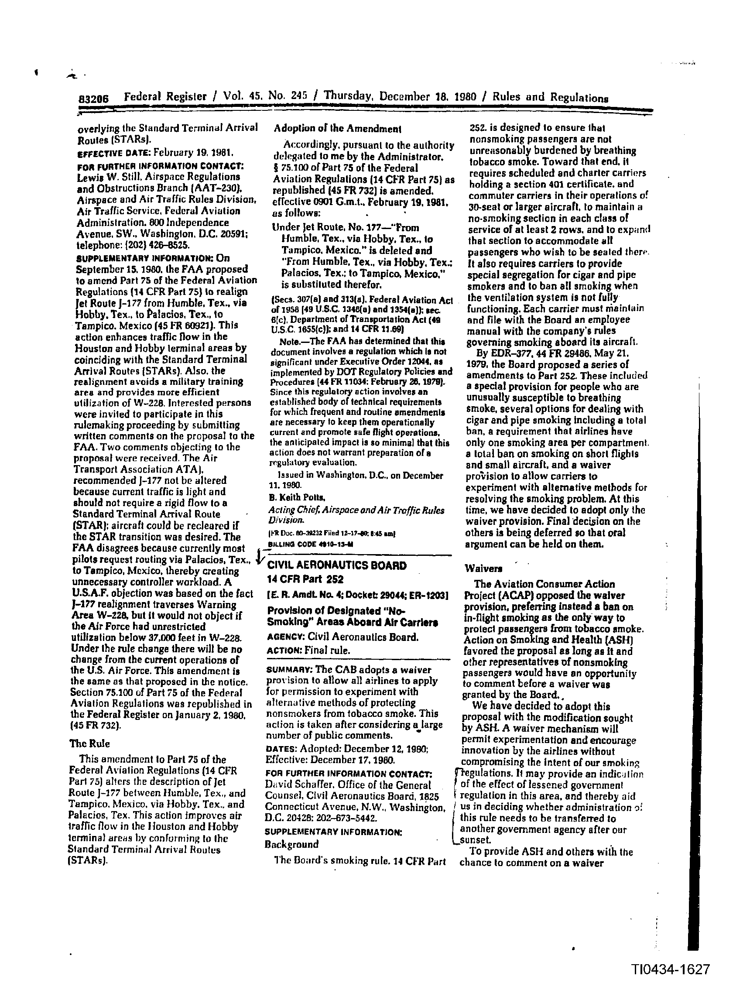 83206 Federal Register / Vol. 45, No. 245 / Thursday, December 18, 1980 / Rules and Regulations
overlying the Standard Terminal Arrival
Routes (STARs).
EFFECTIVE DATE: February 19, 1981.
FOR FURTHER INFORMATION CONTACT:
Lewis W. Still, Airspace Regulations
and Obstructions Branch (AAT-230),
Airspace and Air Traffic Rules Division,
Air Traffic Service, Federal Aviation
Administration, 800 Independence
Avenue, SW., Washington, D.C. 20591;
telephone: (202) 426-8525.
SUPPLEMENTARY INFORMATION: On
September 15, 1980, the FAA proposed
to amend Part 75 of the Federal Aviation
Regulations (14 CFR Part 75) to realign
Jet Route J-177 from Humble, Tex., via
Hobby, Tex., to Palacios, Tex., to
Tampico, Mexico (45 FR 60921). This
action enhances traffic flow in the
Houston and Hobby terminal areas by
coinciding with the Standard Terminal
Arrival Routes (STARs). Also, the
realignment avoids a military training
area and provides more efficient
utilization of W-228. Interested persons
were invited to participate in this
rulemaking proceeding by submitting
written comments on the proposal to the
FAA. Two comments objecting to the
proposal were received. The Air
Transport Association ATA),
recommended J-177 not be altered
because current traffic is light and
should not require a rigid flow to a
Standard Terminal Arrival Route
(STAR); aircraft could be recleared if
the STAR transition was desired. The
FAA disagrees because currently most
pilots request routing via Palacios, Tex.,
to Tampico, Mexico, thereby creating
unnecessary controller workload. A
U.S.A.F. objection was based on the fact
J-177 realignment traverses Warning
Area W-228, but it would not object if
the Air Force had unrestricted
utilization below 37,000 feet in W-228.
Under the rule change there will be no
change from the current operations of
the U.S. Air Force. This amendment is
the same as that proposed in the notice.
Section 75.100 of Part 75 of the Federal
Aviation Regulations was republished in
the Federal Register on January 2, 1980,
(45 FR 732).
The Rule
This amendment to Part 75 of the
Federal Aviation Regulations (14 CFR
Part 75) alters the description of Jet
Route J-177 between Humble, Tex., and
Tampico, Mexico, via Hobby, Tex., and
Palacios, Tex. This action improves air
traffic flow in the Houston and Hobby
terminal areas by conforming to the
Standard Terminal Arrival Routes
(STARs).
Adoption of the Amendment
Accordingly, pursuant to the authority
delegated to me by the Administrator,
§ 75.100 of Part 75 of the Federal
Aviation Regulations (14 CFR Part 75) as
republished (45 FR 732) is amended,
effective 0901 G.m.t., February 19, 1981,
as follows:
Under Jet Route, No. 177—"From
Humble, Tex., via Hobby, Tex., to
Tampico, Mexico." is deleted and
"From Humble, Tex., via Hobby, Tex.;
Palacios, Tex.; to Tampico, Mexico,"
is substituted therefor.
(Secs. 307(a) and 313(a), Federal Aviation Act
of 1958 (49 U.S.C. 1348(a) and 1354(a)); sec.
6(c), Department of Transportation Act (49
U.S.C. 1655(c)); and 14 CFR 11.69)
Note.—The FAA has determined that this
document involves a regulation which is not
significant under Executive Order 12044, as
implemented by DOT Regulatory Policies and
Procedures (44 FR 11034; February 26, 1979).
Since this regulatory action involves an
established body of technical requirements
for which frequent and routine amendments
are necessary to keep them operationally
current and promote safe flight operations,
the anticipated impact is so minimal that this
action does not warrant preparation of a
regulatory evaluation.
Issued in Washington, D.C., on December
11, 1980.
B. Keith Potts,
Acting Chief, Airspace and Air Traffic Rules
Division.
[FR Doc. 80-39232 Filed 12-17-80; 8:45 am]
BILLING CODE 4910-13-M
CIVIL AERONAUTICS BOARD
14 CFR Part 252
[E. R. Amdt. No. 4; Docket: 29044; ER-1203]
Provision of Designated "No-
Smoking" Areas Aboard Air Carriers
AGENCY: Civil Aeronautics Board.
ACTION: Final rule.
SUMMARY: The CAB adopts a waiver
provision to allow all airlines to apply
for permission to experiment with
alternative methods of protecting
nonsmokers from tobacco smoke. This
action is taken after considering a large
number of public comments.
DATES: Adopted: December 12, 1980;
Effective: December 17, 1980.
FOR FURTHER INFORMATION CONTACT:
David Schaffer, Office of the General
Counsel, Civil Aeronautics Board, 1825
Connecticut Avenue, N.W., Washington,
D.C. 20428: 202-673-5442.
SUPPLEMENTARY INFORMATION:
Background
The Board's smoking rule, 14 CFR Part
252, is designed to ensure that
nonsmoking passengers are not
unreasonably burdened by breathing
tobacco smoke. Toward that end, it
requires scheduled and charter carriers
holding a section 401 certificate, and
commuter carriers in their operations of
30-seat or larger aircraft, to maintain a
no-smoking section in each class of
service of at least 2 rows, and to expand
that section to accommodate all
passengers who wish to be seated there.
It also requires carriers to provide
special segregation for cigar and pipe
smokers and to ban all smoking when
the ventilation system is not fully
functioning. Each carrier must maintain
and file with the Board an employee
manual with the company's rules
governing smoking aboard its aircraft.
By EDR-377, 44 FR 29486, May 21,
1979, the Board proposed a series of
amendments to Part 252. These included
a special provision for people who are
unusually susceptible to breathing
smoke, several options for dealing with
cigar and pipe smoking including a total
ban, a requirement that airlines have
only one smoking area per compartment,
a total ban on smoking on short flights
and small aircraft, and a waiver
provision to allow carriers to
experiment with alternative methods for
resolving the smoking problem. At this
time, we have decided to adopt only the
waiver provision. Final decision on the
others is being deferred so that oral
argument can be held on them.
Waivers
The Aviation Consumer Action
Project (ACAP) opposed the waiver
provision, preferring instead a ban on
in-flight smoking as the only way to
protect passengers from tobacco smoke.
Action on Smoking and Health (ASH)
favored the proposal as long as it and
other representatives of nonsmoking
passengers would have an opportunity
to comment before a waiver was
granted by the Board.
We have decided to adopt this
proposal with the modification sought
by ASH. A waiver mechanism will
permit experimentation and encourage
innovation by the airlines without
compromising the intent of our smoking
regulations. It may provide an indication
of the effect of lessened government
regulation in this area, and thereby aid
us in deciding whether administration of
this rule needs to be transferred to
another government agency after our
sunset.
To provide ASH and others with the
chance to comment on a waiver
TI0434-1627